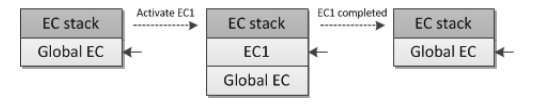 EC stack
Global EC
Activate EC1
EC stack
EC1
Global EC
EC1 completed
EC stack
Global EC